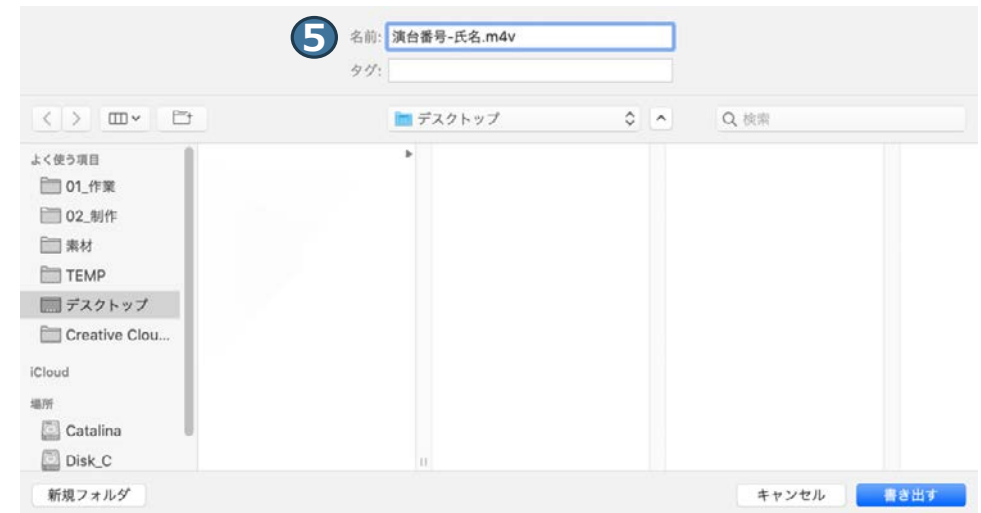 5 名前: 演台番号-氏名.m4v
タグ:
デスクトップ 検索
よく使う項目
01_作業
02_制作
素材
TEMP
デスクトップ
Creative Clou...
iCloud
場所
Catalina
Disk_C
新規フォルダ キャンセル 書き出す